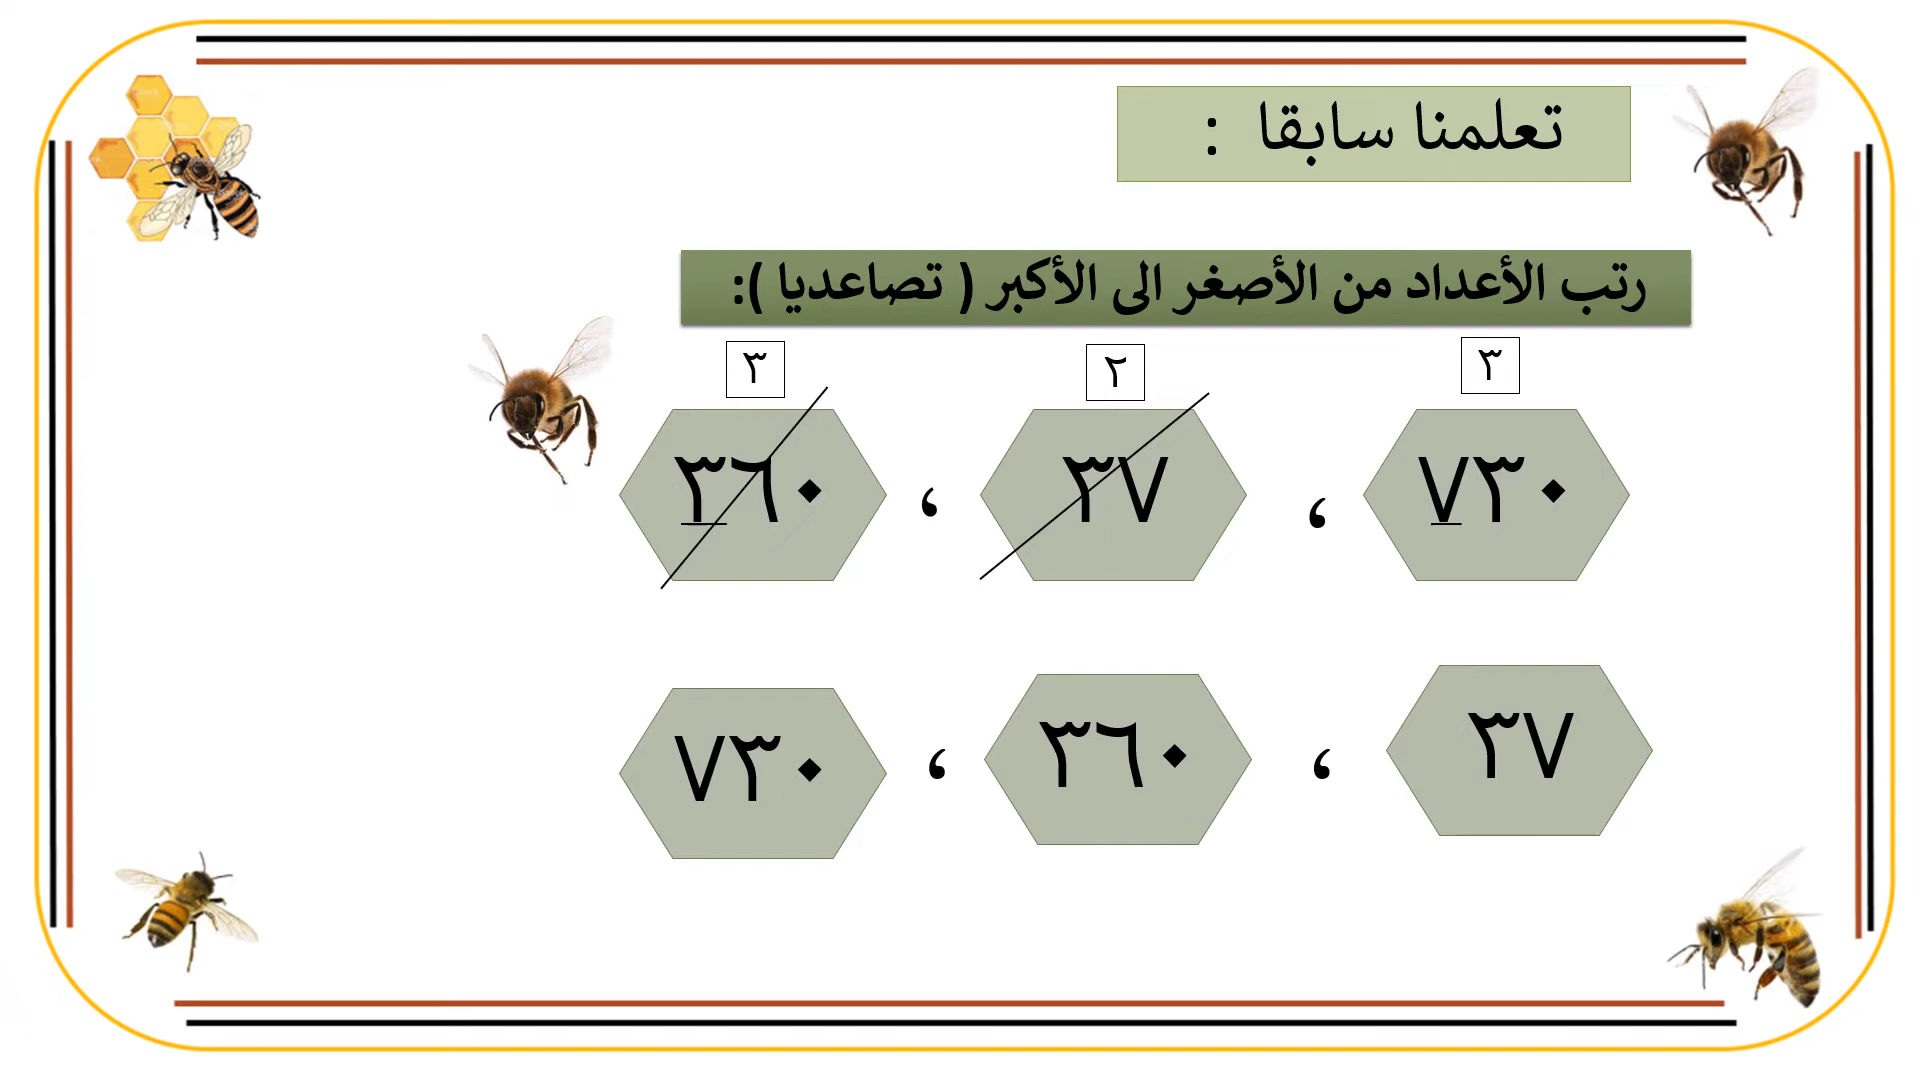 تعلمنا سابقا :
رتب الأعداد من الأصغر الى الأكبر ( تصاعديا ):
٣ ٢ ٣
٧٣٠ ، ٣٧ ، ٣٦٠
٣٧ ، ٣٦٠ ، ٧٣٠